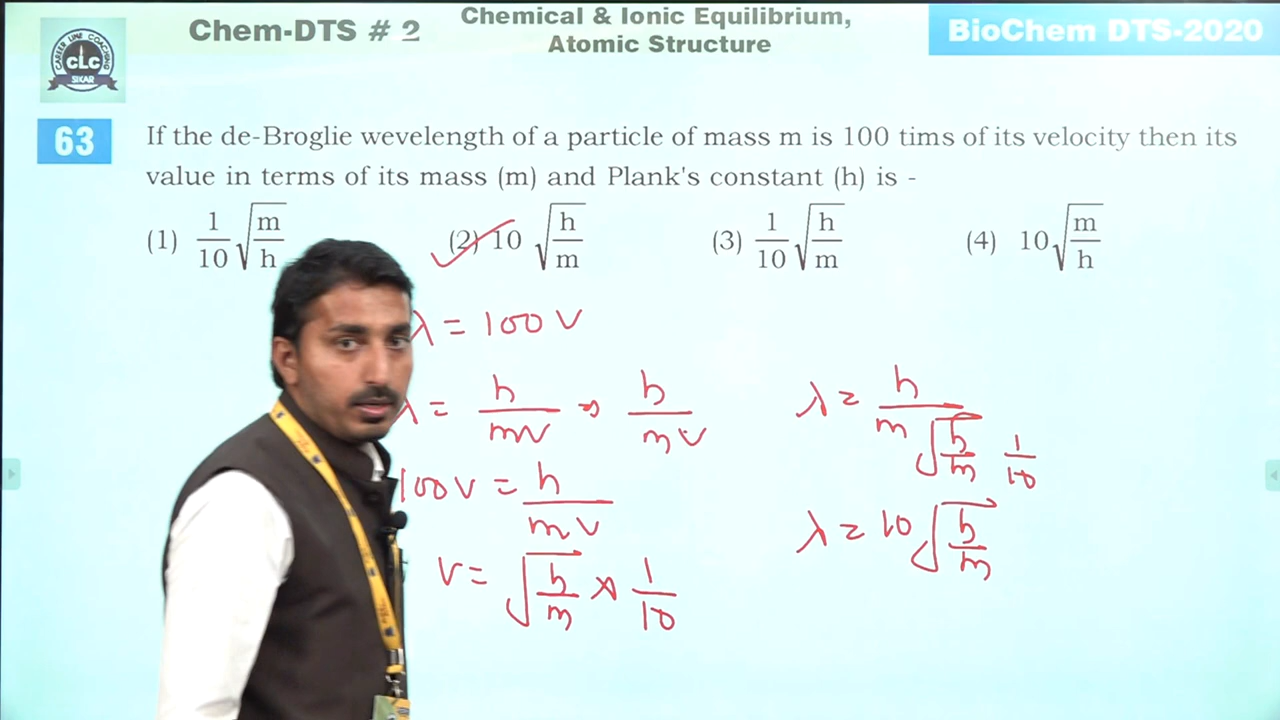 Chem-DTS # 2
Chemical & Ionic Equilibrium,
Atomic Structure
BioChem DTS-2020
CAREER LINE COACHING
CLC
SIKAR
63
If the de-Broglie wevelength of a particle of mass m is 100 tims of its velocity then its
value in terms of its mass (m) and Plank's constant (h) is -
(1) 1/10 √(m/h) (2) 10 √(h/m) (3) 1/10 √(h/m) (4) 10√(m/h)
λ = 100 V
λ = h/mV ⇒ h/mV
100 V = h/mV
V = √(h/m) × 1/10
λ = h/(m √(h/m) 1/10)
λ = 10 √(h/m)